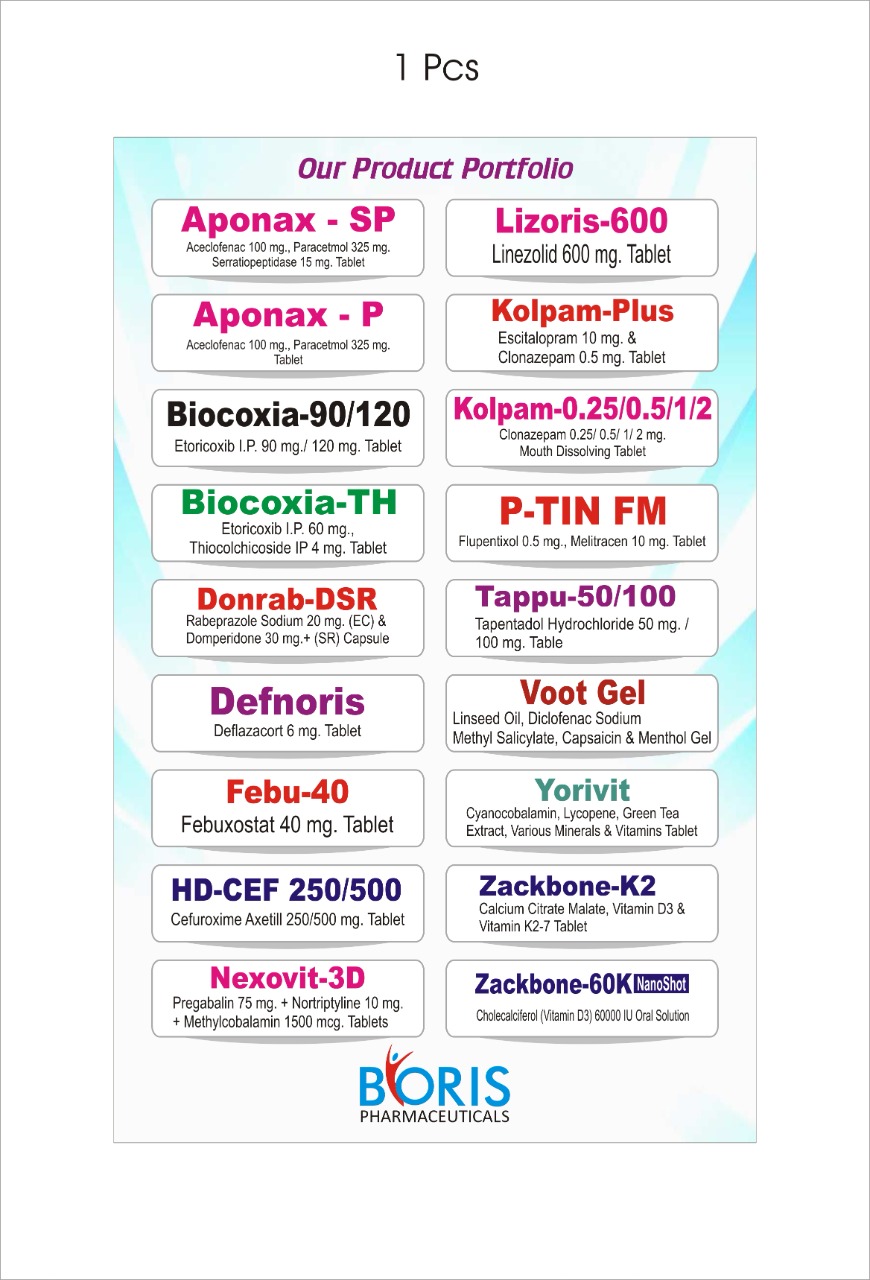 1 Pcs
Our Product Portfolio
Aponax - SP
Aceclofenac 100 mg., Paracetmol 325 mg.
Serratiopeptidase 15 mg. Tablet
Lizoris-600
Linezolid 600 mg. Tablet
Aponax - P
Aceclofenac 100 mg., Paracetmol 325 mg.
Tablet
Kolpam-Plus
Escitalopram 10 mg. &
Clonazepam 0.5 mg. Tablet
Biocoxia-90/120
Etoricoxib I.P. 90 mg./ 120 mg. Tablet
Kolpam-0.25/0.5/1/2
Clonazepam 0.25/ 0.5/ 1/ 2 mg.
Mouth Dissolving Tablet
Biocoxia-TH
Etoricoxib I.P. 60 mg.,
Thiocolchicoside IP 4 mg. Tablet
P-TIN FM
Flupentixol 0.5 mg., Melitracen 10 mg. Tablet
Donrab-DSR
Rabeprazole Sodium 20 mg. (EC) &
Domperidone 30 mg.+ (SR) Capsule
Tappu-50/100
Tapentadol Hydrochloride 50 mg. /
100 mg. Table
Defnoris
Deflazacort 6 mg. Tablet
Voot Gel
Linseed Oil, Diclofenac Sodium
Methyl Salicylate, Capsaicin & Menthol Gel
Febu-40
Febuxostat 40 mg. Tablet
Yorivit
Cyanocobalamin, Lycopene, Green Tea
Extract, Various Minerals & Vitamins Tablet
HD-CEF 250/500
Cefuroxime Axetill 250/500 mg. Tablet
Zackbone-K2
Calcium Citrate Malate, Vitamin D3 &
Vitamin K2-7 Tablet
Nexovit-3D
Pregabalin 75 mg. + Nortriptyline 10 mg.
+ Methylcobalamin 1500 mcg. Tablets
Zackbone-60K NanoShot
Cholecalciferol (Vitamin D3) 60000 IU Oral Solution
BORIS
PHARMACEUTICALS